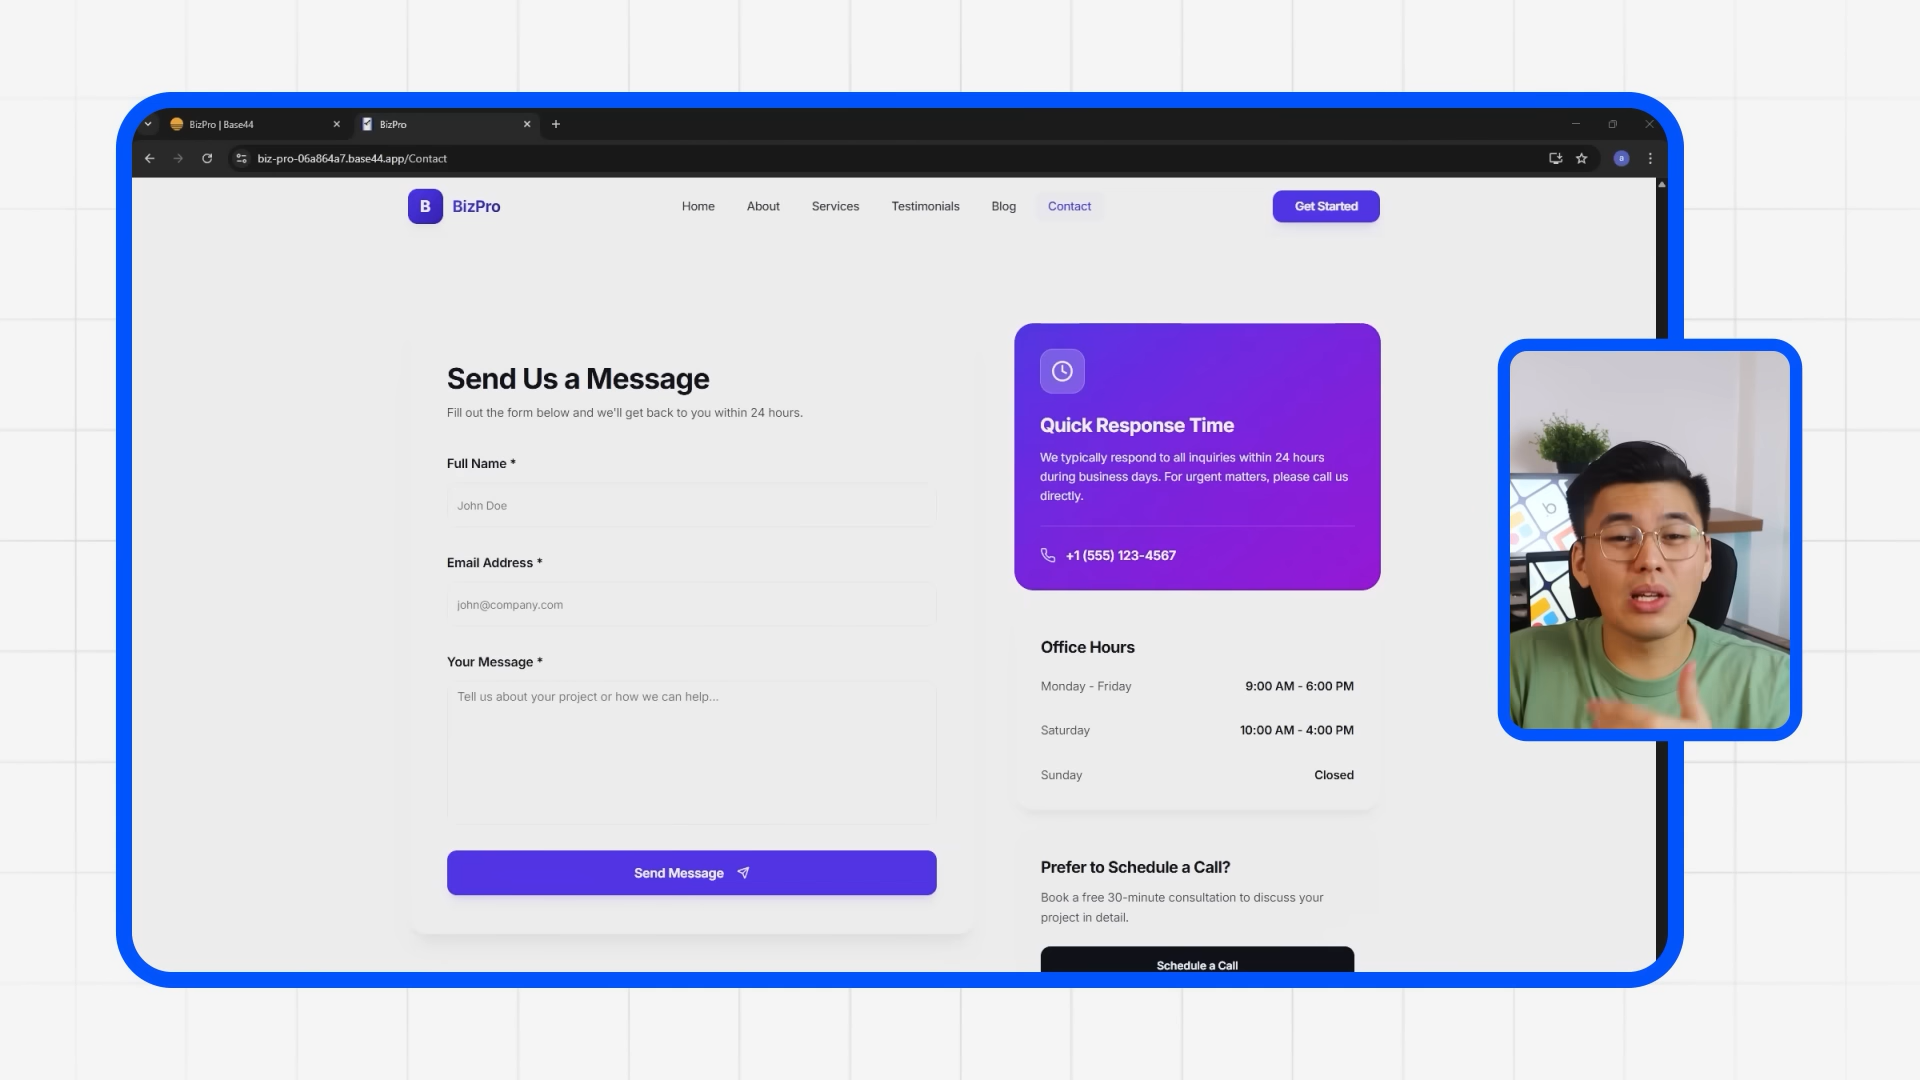 BizPro | Base44
BizPro
biz-pro-06a864a7.base44.app/Contact
a
B BizPro
Home About Services Testimonials Blog Contact
Get Started
Send Us a Message
Fill out the form below and we'll get back to you within 24 hours.
Full Name *
John Doe
Email Address *
john@company.com
Your Message *
Tell us about your project or how we can help...
Send Message
Quick Response Time
We typically respond to all inquiries within 24 hours
during business days. For urgent matters, please call us
directly.
+1 (555) 123-4567
Office Hours
Monday - Friday 9:00 AM - 6:00 PM
Saturday 10:00 AM - 4:00 PM
Sunday Closed
Prefer to Schedule a Call?
Book a free 30-minute consultation to discuss your
project in detail.
Schedule a Call
b